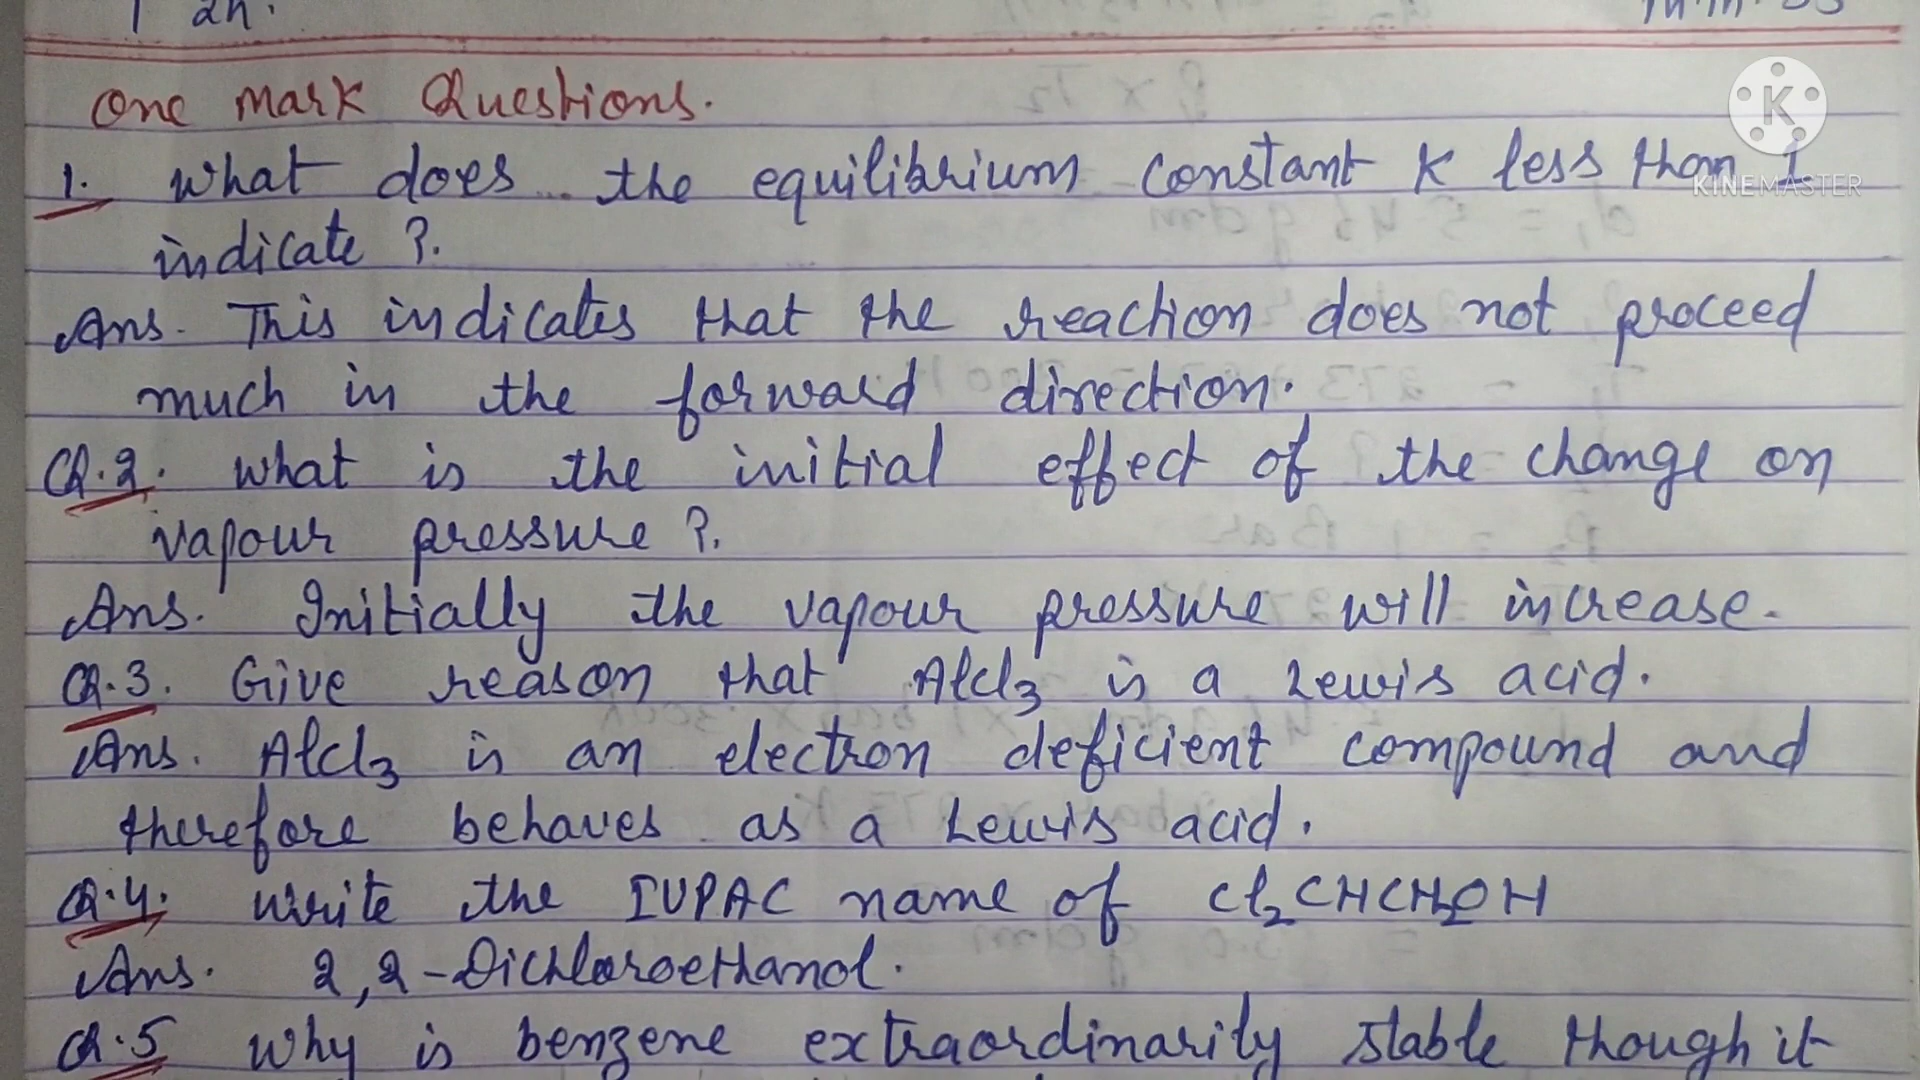 One Mark Questions.
K
KINEMASTER
1. What does the equilibrium constant K less than 1
indicate ?.
Ans. This indicates that the reaction does not proceed
much in the forward direction.
Q.2. What is the initial effect of the change on
vapour pressure ?.
Ans. Initially the vapour pressure will increase.
Q.3. Give reason that AlCl3 is a Lewis acid.
Ans. AlCl3 is an electron deficient compound and
therefore behaves as a Lewis acid.
Q.4. Write the IUPAC name of Cl2CHCH2OH
Ans. 2,2-Dichloroethanol.
Q.5 Why is benzene extraordinarily stable though it